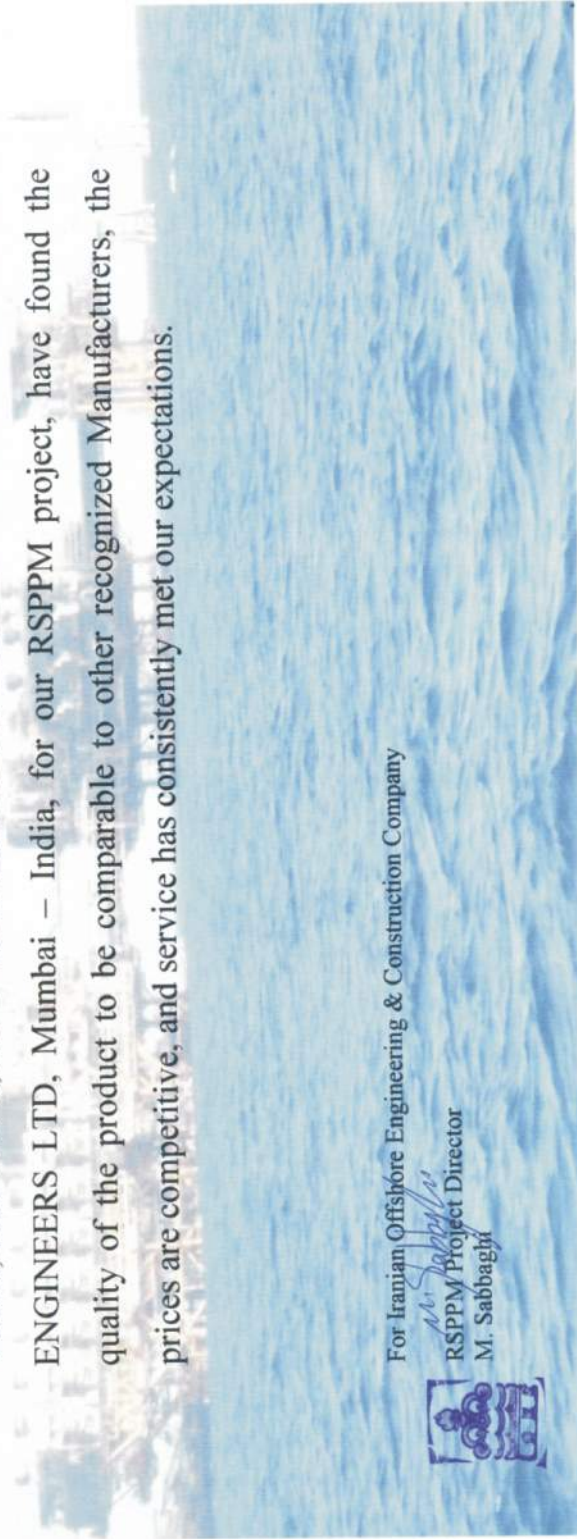 ENGINEERS LTD, Mumbai – India, for our RSPPM project, have found the
quality of the product to be comparable to other recognized Manufacturers, the
prices are competitive, and service has consistently met our expectations.
For Iranian Offshore Engineering & Construction Company
RSPPM Project Director
M. Sabbaghi